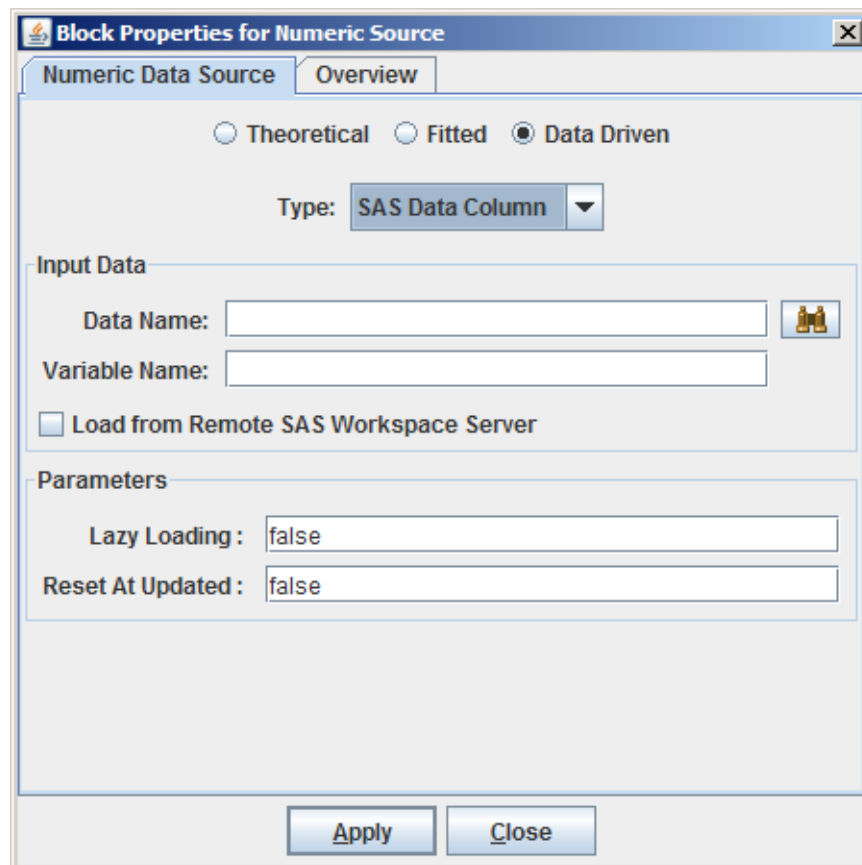 Block Properties for Numeric Source
Numeric Data Source Overview
Theoretical Fitted Data Driven
Type: SAS Data Column
Input Data
Data Name:
Variable Name:
Load from Remote SAS Workspace Server
Parameters
Lazy Loading : false
Reset At Updated : false
Apply Close